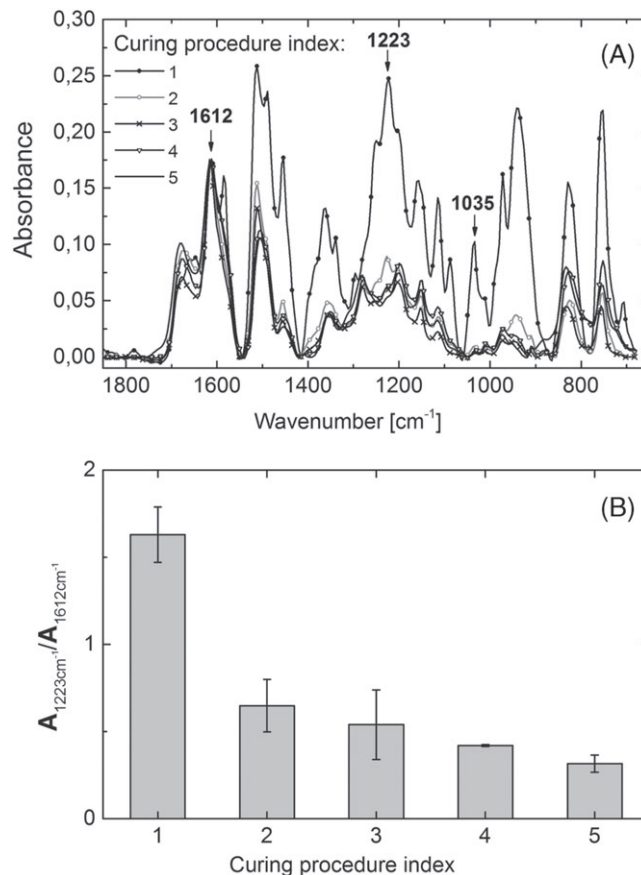 0,30
0,25
0,20
0,15
0,10
0,05
0,00
Absorbance
Curing procedure index:
1
2
3
4
5
1612
1223
1035
(A)
1800 1600 1400 1200 1000 800
Wavenumber [cm-1]
2
1
0
A1223cm-1/A1612cm-1
(B)
1 2 3 4 5
Curing procedure index